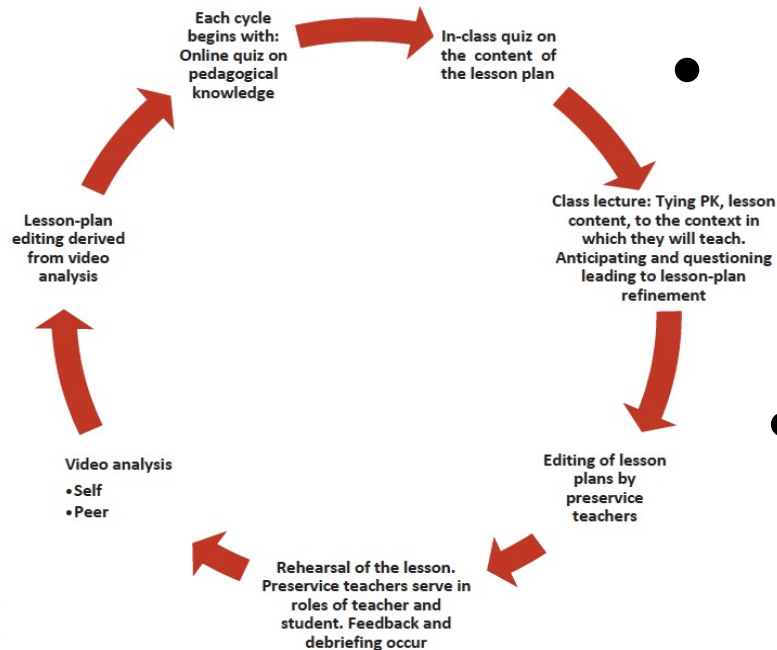 Each cycle
begins with:
Online quiz on
pedagogical
knowledge
In-class quiz on
the content of
the lesson plan
Class lecture: Tying PK, lesson
content, to the context in
which they will teach.
Anticipating and questioning
leading to lesson-plan
refinement
Editing of lesson
plans by
preservice
teachers
Rehearsal of the lesson.
Preservice teachers serve in
roles of teacher and
student. Feedback and
debriefing occur
Video analysis
•Self
•Peer
Lesson-plan
editing derived
from video
analysis